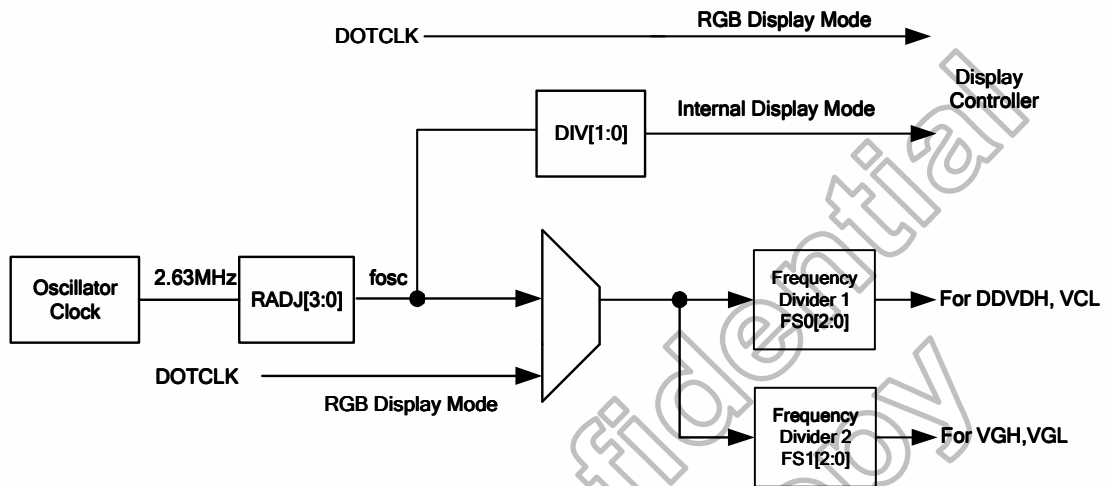 RGB Display Mode
DOTCLK
Display
Controller
Internal Display Mode
DIV[1:0]
Oscillator
Clock
2.63MHz
RADJ[3:0]
fosc
Frequency
Divider 1
FS0[2:0]
For DDVDH, VCL
DOTCLK
RGB Display Mode
Frequency
Divider 2
FS1[2:0]
For VGH,VGL
fidential